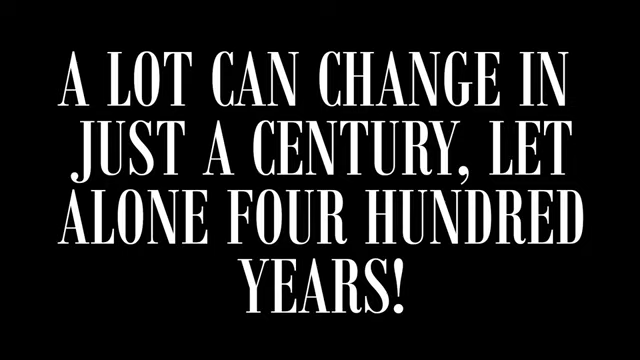 A LOT CAN CHANGE IN
JUST A CENTURY, LET
ALONE FOUR HUNDRED
YEARS!